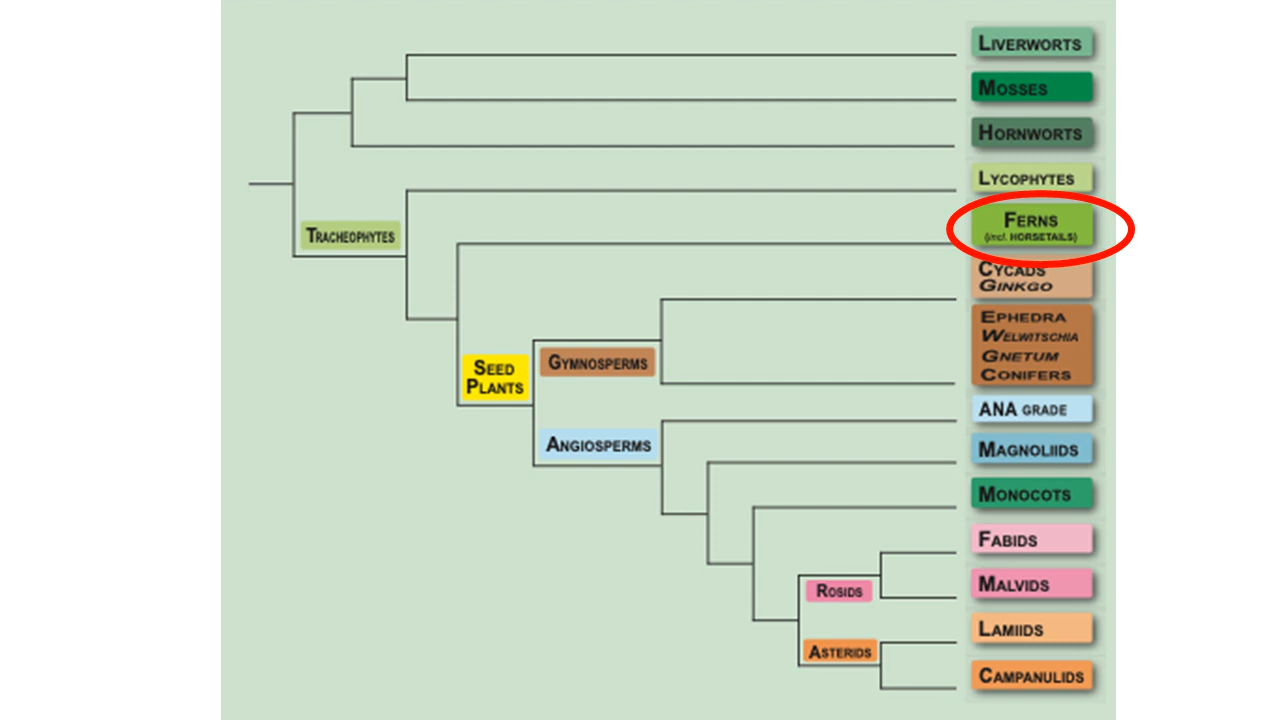 LIVERWORTS
MOSSES
HORNWORTS
LYCOPHYTES
FERNS
(incl. HORSETAILS)
TRACHEOPHYTES
CYCADS
GINKGO
EPHEDRA
WELWITSCHIA
GNETUM
CONIFERS
SEED
PLANTS
GYMNOSPERMS
ANA GRADE
ANGIOSPERMS
MAGNOLIIDS
MONOCOTS
FABIDS
MALVIDS
ROSIDS
LAMIIDS
ASTERIDS
CAMPANULIDS